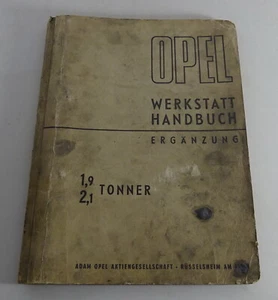 OPEL
WERKSTATT
HANDBUCH
ERGÄNZUNG
1,9
2,1 TONNER
ADAM OPEL AKTIENGESELLSCHAFT · RÜSSELSHEIM AM